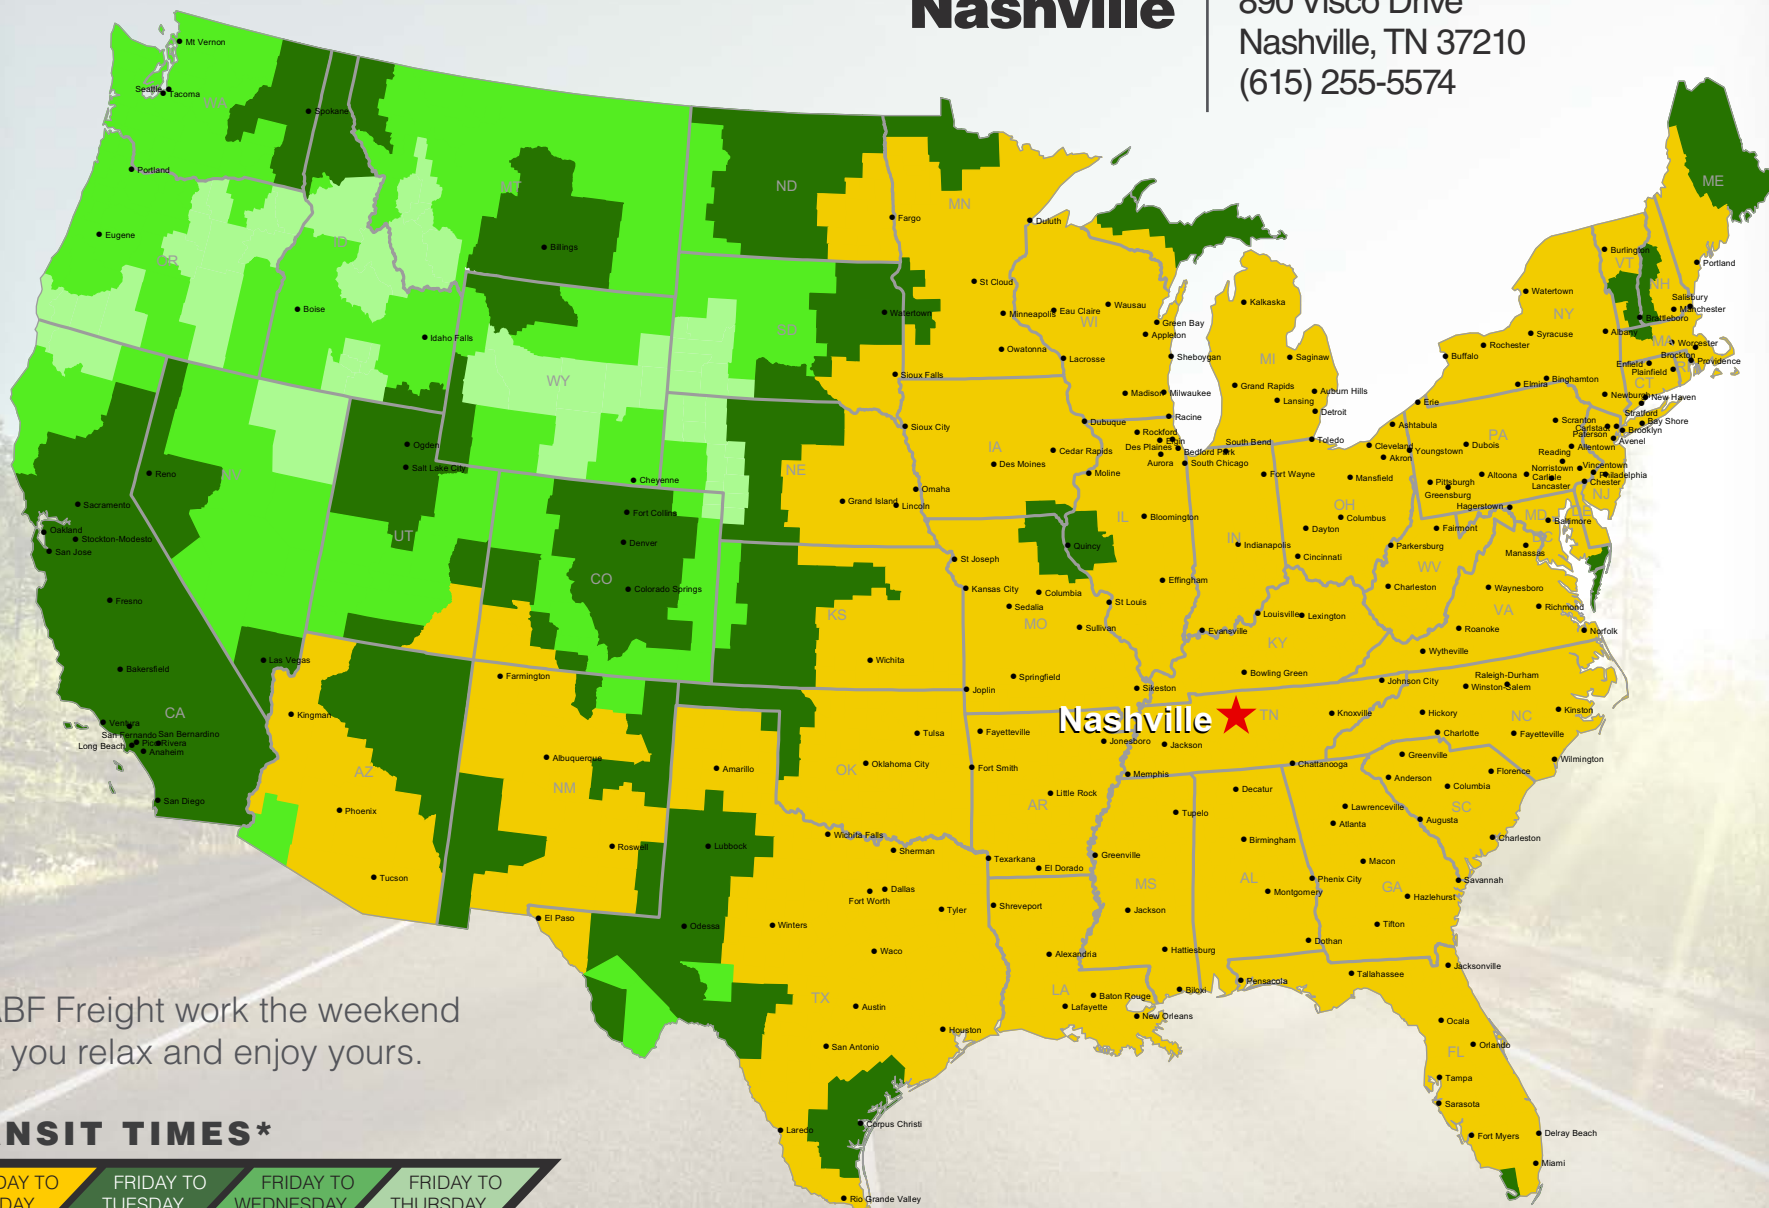 Nashville
890 Visco Drive
Nashville, TN 37210
(615) 255-5574
Mt Vernon
Seattle
Tacoma
WA
Spokane
Portland
Eugene
OR
ID
Boise
Idaho Falls
MT
Billings
ND
Fargo
MN
Duluth
St Cloud
Minneapolis
Owatonna
Eau Claire
Wausau
WI
Green Bay
Appleton
Lacrosse
Sheboygan
Madison
Milwaukee
Racine
SD
Watertown
Sioux Falls
WY
Cheyenne
NE
Sioux City
Omaha
Grand Island
Lincoln
IA
Dubuque
Cedar Rapids
Des Moines
Moline
Rockford
Elgin
Des Plaines
Bedford Park
Aurora
South Chicago
IL
Bloomington
Quincy
Effingham
MI
Kalkaska
Saginaw
Grand Rapids
Lansing
Auburn Hills
Detroit
South Bend
Fort Wayne
IN
Indianapolis
Evansville
Toledo
Cleveland
Akron
Ashtabula
Youngstown
Mansfield
OH
Columbus
Dayton
Cincinnati
ME
Burlington
VT
NH
Portland
Salisbury
Manchester
Brattleboro
Watertown
NY
Syracuse
Rochester
Buffalo
Albany
MA
Worcester
Brockton
Providence
Enfield
Plainfield
RI
CT
New Haven
Newburgh
Stratford
Bay Shore
Binghamton
Elmira
Erie
PA
Dubois
Scranton
Carlstadt
Paterson
Brooklyn
Avenel
Allentown
Reading
Norristown
Vincentown
Philadelphia
Carlisle
Lancaster
Chester
NJ
Altoona
Pittsburgh
Greensburg
Hagerstown
MD
DE
Baltimore
DC
Manassas
Fairmont
Parkersburg
WV
Charleston
Waynesboro
VA
Richmond
Roanoke
Norfolk
Wytheville
Reno
NV
Las Vegas
Sacramento
Oakland
Stockton-Modesto
San Jose
Fresno
Bakersfield
CA
Ventura
San Fernando
San Bernardino
Long Beach
Pico Rivera
Anaheim
San Diego
Ogden
Salt Lake City
UT
Fort Collins
Denver
CO
Colorado Springs
KS
Wichita
St Joseph
Kansas City
Columbia
Sedalia
MO
St Louis
Sullivan
Springfield
Joplin
Sikeston
Louisville
Lexington
KY
Bowling Green
Kingman
AZ
Phoenix
Tucson
Farmington
Albuquerque
NM
Roswell
Amarillo
Lubbock
Odessa
El Paso
Tulsa
Oklahoma City
OK
Fayetteville
Fort Smith
Jonesboro
Little Rock
AR
El Dorado
Texarkana
Nashville
TN
Jackson
Memphis
Chattanooga
Knoxville
Johnson City
Raleigh-Durham
Winston-Salem
Hickory
NC
Kinston
Charlotte
Fayetteville
Wilmington
Greenville
Anderson
Florence
Columbia
SC
Charleston
Wichita Falls
Sherman
Dallas
Fort Worth
Tyler
Winters
Waco
TX
Austin
Houston
San Antonio
Corpus Christi
Laredo
Rio Grande Valley
Shreveport
Alexandria
LA
Baton Rouge
Lafayette
New Orleans
Tupelo
Greenville
MS
Jackson
Hattiesburg
Biloxi
Decatur
Birmingham
AL
Montgomery
Phenix City
Dothan
Lawrenceville
Atlanta
Augusta
Macon
GA
Savannah
Hazlehurst
Tifton
Pensacola
Tallahassee
Jacksonville
Ocala
Orlando
FL
Tampa
Sarasota
Fort Myers
Delray Beach
Miami
ABF Freight work the weekend
you relax and enjoy yours.
NSIT TIMES*
DAY TO
DAY
FRIDAY TO
TUESDAY
FRIDAY TO
WEDNESDAY
FRIDAY TO
THURSDAY